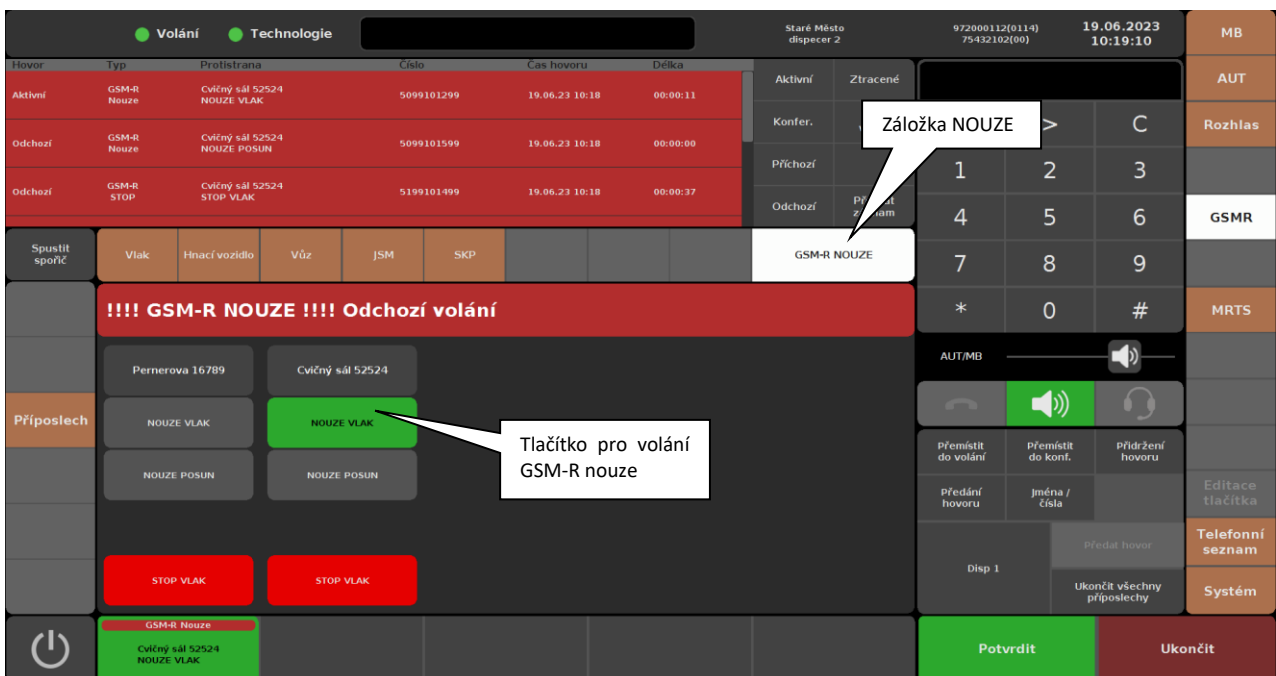 Volání
Technologie
Staré Město
dispecer 2
972000112(0114)
75432102(00)
19.06.2023
10:19:10
MB
Hovor Typ Protistrana Číslo Čas hovoru Délka
Aktivní
GSM-R
Nouze
Cvičný sál 52524
NOUZE VLAK
5099101299
19.06.23 10:18
00:00:11
Odchozí
GSM-R
Nouze
Cvičný sál 52524
NOUZE POSUN
5099101599
19.06.23 10:18
00:00:00
Odchozí
GSM-R
STOP
Cvičný sál 52524
STOP VLAK
5199101499
19.06.23 10:18
00:00:37
Aktivní Ztracené
Konfer.
Příchozí
Odchozí
Záložka NOUZE
> C
1 2 3
4 5 6
7 8 9
* 0 #
AUT
Rozhlas
GSMR
MRTS
Spustit
spořič
Vlak Hnací vozidlo Vůz JSM SKP
GSM-R NOUZE
!!!! GSM-R NOUZE !!!! Odchozí volání
Pernerova 16789 Cvičný sál 52524
Příposlech
NOUZE VLAK NOUZE VLAK
NOUZE POSUN NOUZE POSUN
STOP VLAK STOP VLAK
Tlačítko pro volání
GSM-R nouze
AUT/MB
Přemístit
do volání
Přemístit
do konf.
Přidržení
hovoru
Předání
hovoru
Jména /
čísla
Disp 1
Předat hovor
Ukončit všechny
příposlechy
Editace
tlačítka
Telefonní
seznam
Systém
GSM-R Nouze
Cvičný sál 52524
NOUZE VLAK
Potvrdit
Ukončit